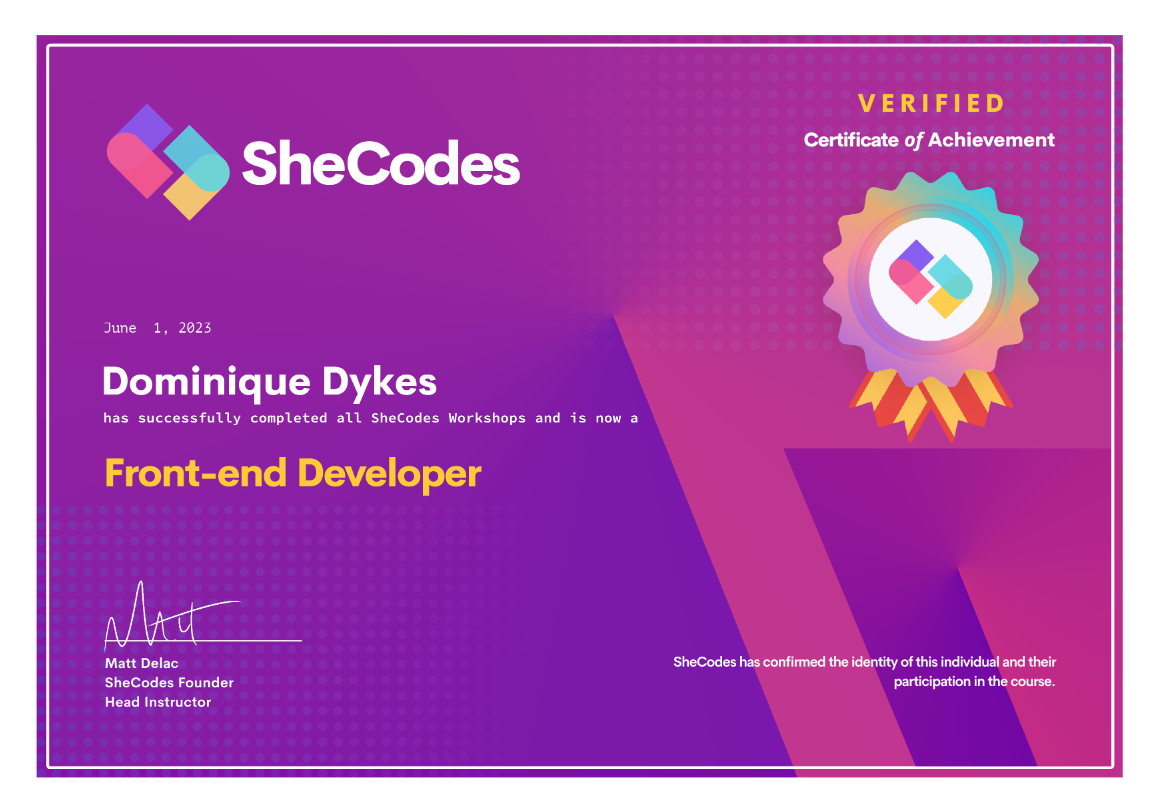 VERIFIED
Certificate of Achievement
SheCodes
June  1, 2023
Dominique Dykes
has successfully completed all SheCodes Workshops and is now a
Front-end Developer
Matt
Matt Delac
SheCodes Founder
Head Instructor
SheCodes has confirmed the identity of this individual and their
participation in the course.